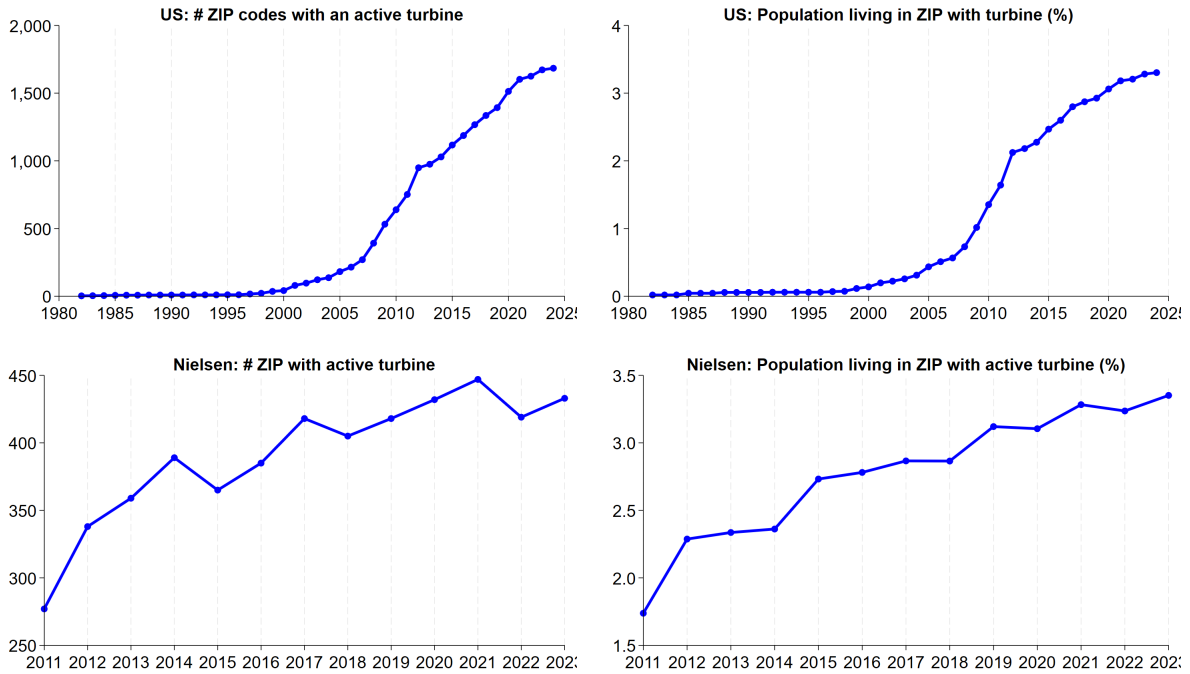 US: # ZIP codes with an active turbine
2,000
1,500
1,000
500
0
1980 1985 1990 1995 2000 2005 2010 2015 2020 2025
US: Population living in ZIP with turbine (%)
4
3
2
1
0
1980 1985 1990 1995 2000 2005 2010 2015 2020 2025
Nielsen: # ZIP with active turbine
450
400
350
300
250
2011 2012 2013 2014 2015 2016 2017 2018 2019 2020 2021 2022 2023
Nielsen: Population living in ZIP with active turbine (%)
3.5
3.0
2.5
2.0
1.5
2011 2012 2013 2014 2015 2016 2017 2018 2019 2020 2021 2022 2023